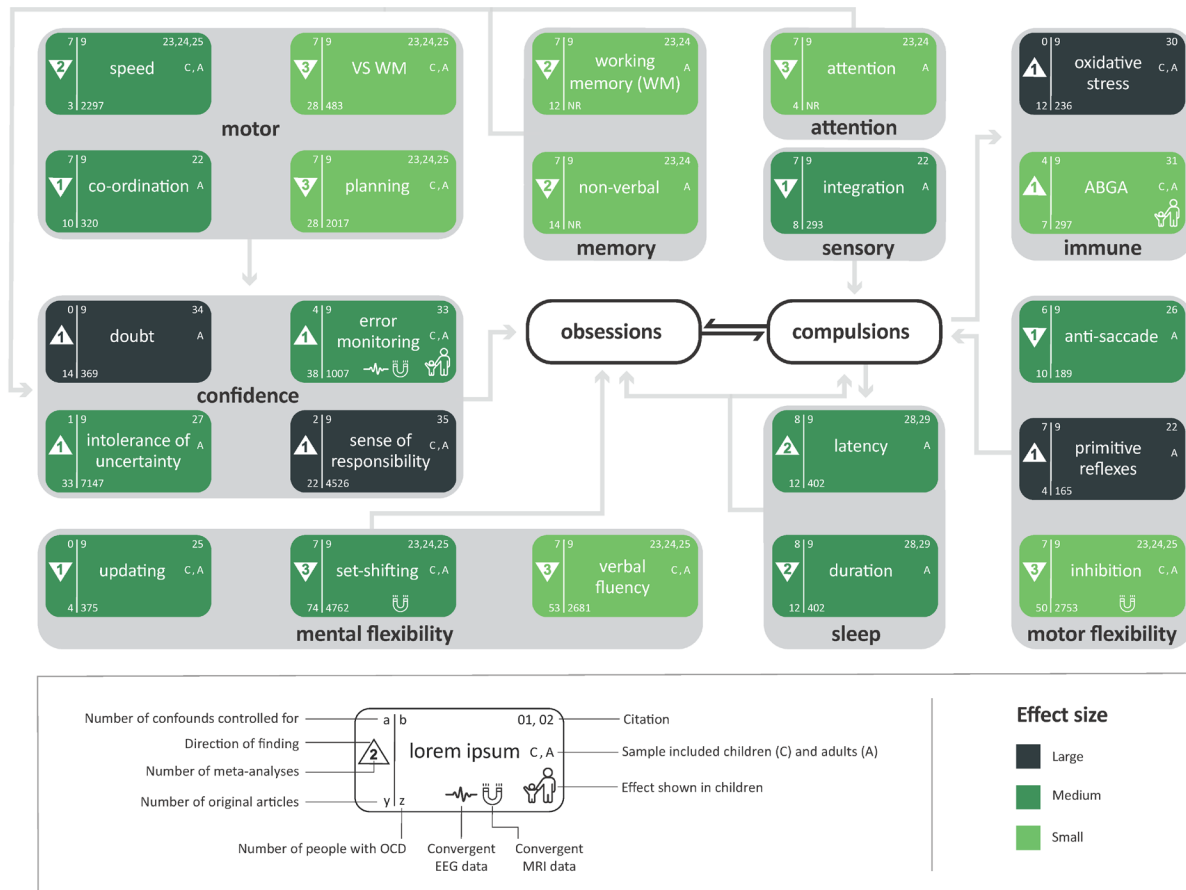 7 | 9 23,24,25
2 speed C, A
3 | 2297
7 | 9 23,24,25
3 VS WM C, A
28 | 483
motor
7 | 9 22
1 co-ordination A
10 | 320
7 | 9 23,24,25
3 planning C, A
28 | 2017
7 | 9 23,24
2 working
memory (WM) A
12 | NR
7 | 9 23,24
2 non-verbal A
14 | NR
memory
7 | 9 23,24
3 attention A
4 | NR
attention
7 | 9 22
1 integration A
8 | 293
sensory
0 | 9 30
1 oxidative
stress C, A
12 | 236
4 | 9 31
1 ABGA C, A
7 | 297
immune
0 | 9 34
1 doubt A
14 | 369
4 | 9 33
1 error
monitoring C, A
38 | 1007
confidence
1 | 9 27
1 intolerance of
uncertainty A
33 | 7147
2 | 9 35
1 sense of
responsibility C, A
22 | 4526
obsessions
compulsions
6 | 9 26
1 anti-saccade A
10 | 189
7 | 9 22
1 primitive
reflexes A
4 | 165
7 | 9 23,24,25
3 inhibition C, A
50 | 2753
motor flexibility
8 | 9 28,29
2 latency A
12 | 402
8 | 9 28,29
2 duration A
12 | 402
sleep
0 | 9 25
1 updating C, A
4 | 375
7 | 9 23,24,25
3 set-shifting C, A
74 | 4762
7 | 9 23,24,25
3 verbal
fluency C, A
53 | 2681
mental flexibility
Number of confounds controlled for
Direction of finding
Number of meta-analyses
Number of original articles
Number of people with OCD
a | b 01, 02
2 lorem ipsum C, A
y | z
Convergent
EEG data
Convergent
MRI data
Citation
Sample included children (C) and adults (A)
Effect shown in children
Effect size
Large
Medium
Small